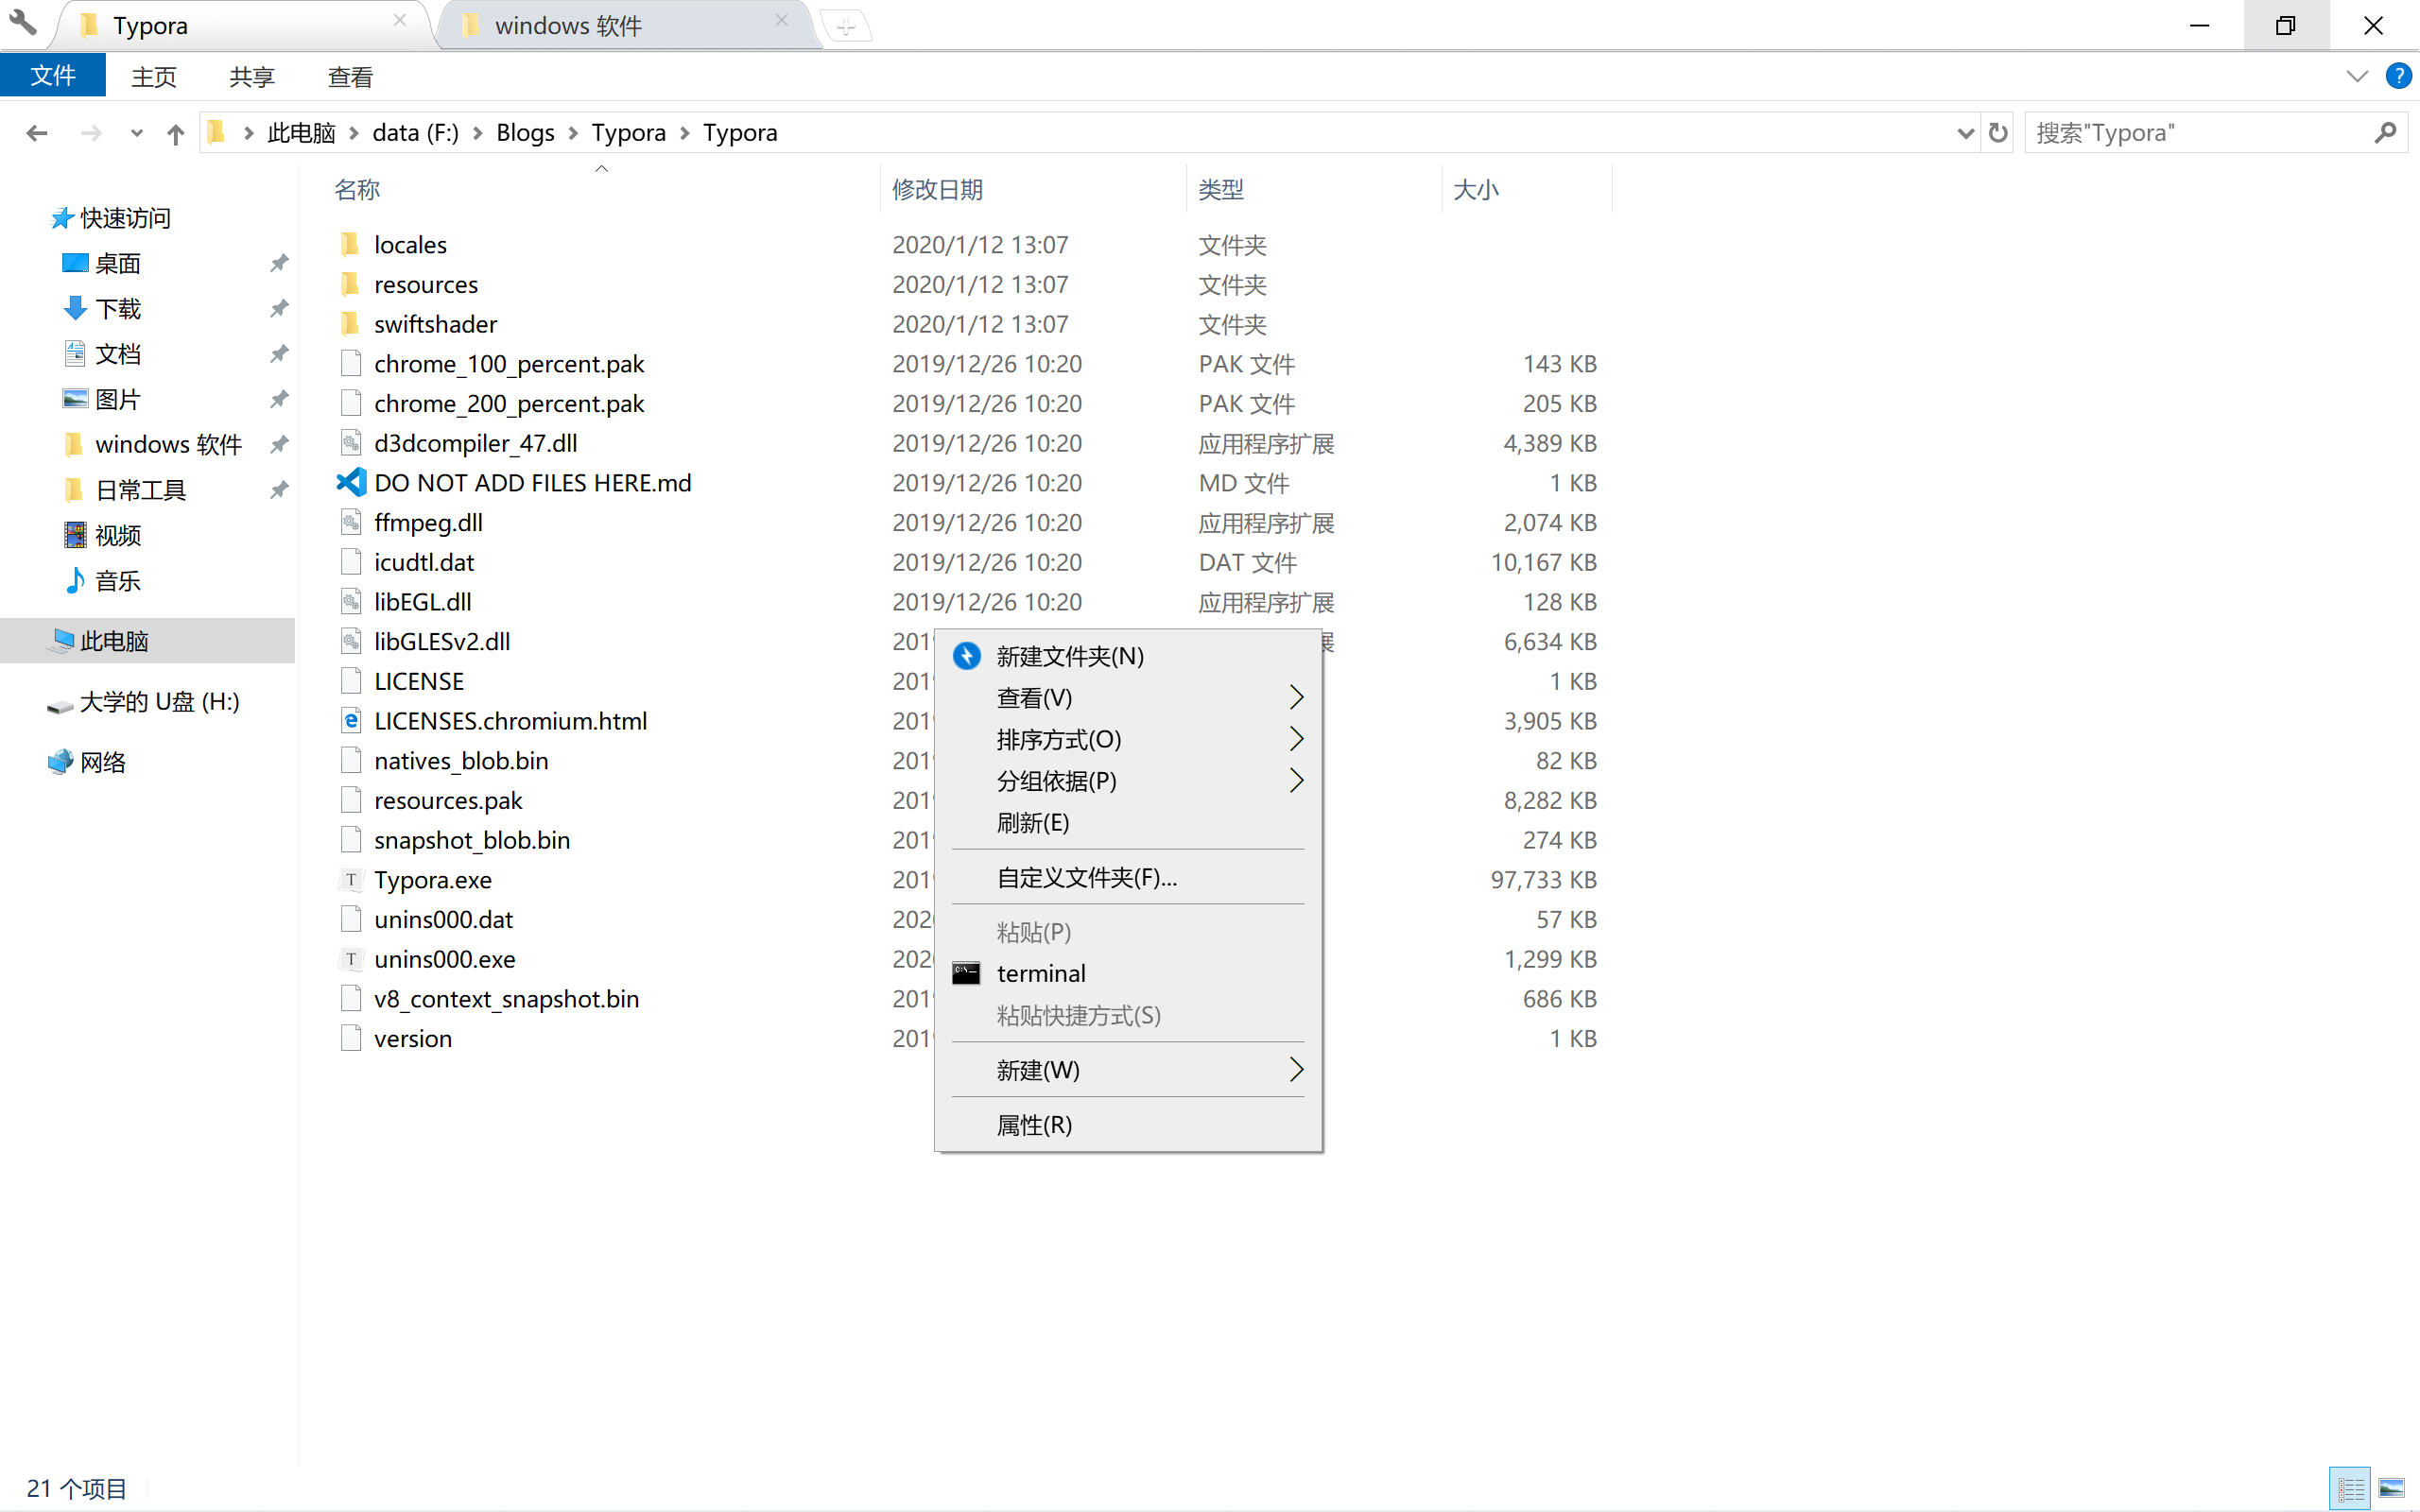 Typora
windows 软件
文件 主页 共享 查看
此电脑 data (F:) Blogs Typora Typora
搜索"Typora"
名称 修改日期 类型 大小
快速访问
桌面
下载
文档
图片
windows 软件
日常工具
视频
音乐
此电脑
大学的 U盘 (H:)
网络
locales 2020/1/12 13:07 文件夹
resources 2020/1/12 13:07 文件夹
swiftshader 2020/1/12 13:07 文件夹
chrome_100_percent.pak 2019/12/26 10:20 PAK 文件 143 KB
chrome_200_percent.pak 2019/12/26 10:20 PAK 文件 205 KB
d3dcompiler_47.dll 2019/12/26 10:20 应用程序扩展 4,389 KB
DO NOT ADD FILES HERE.md 2019/12/26 10:20 MD 文件 1 KB
ffmpeg.dll 2019/12/26 10:20 应用程序扩展 2,074 KB
icudtl.dat 2019/12/26 10:20 DAT 文件 10,167 KB
libEGL.dll 2019/12/26 10:20 应用程序扩展 128 KB
libGLESv2.dll 201 展 6,634 KB
LICENSE 201 1 KB
LICENSES.chromium.html 201 3,905 KB
natives_blob.bin 201 82 KB
resources.pak 201 8,282 KB
snapshot_blob.bin 201 274 KB
Typora.exe 201 97,733 KB
unins000.dat 202 57 KB
unins000.exe 202 1,299 KB
v8_context_snapshot.bin 201 686 KB
version 201 1 KB
新建文件夹(N)
查看(V)
排序方式(O)
分组依据(P)
刷新(E)
自定义文件夹(F)...
粘贴(P)
terminal
粘贴快捷方式(S)
新建(W)
属性(R)
21 个项目